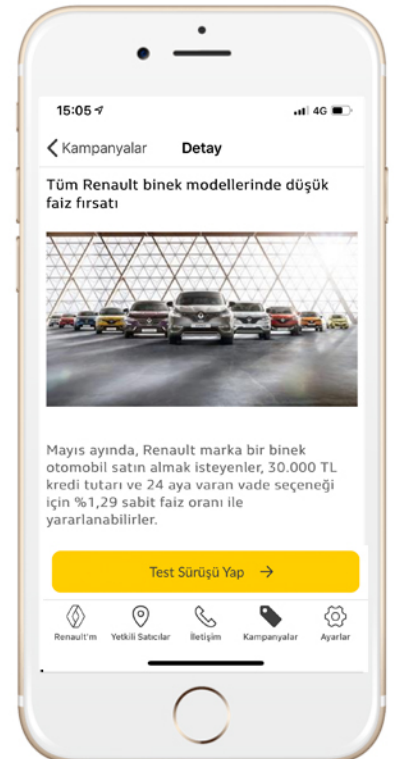 15:05
4G
Kampanyalar
Detay
Tüm Renault binek modellerinde düşük
faiz fırsatı
Mayıs ayında, Renault marka bir binek
otomobil satın almak isteyenler, 30.000 TL
kredi tutarı ve 24 aya varan vade seçeneği
için %1,29 sabit faiz oranı ile
yararlanabilirler.
Test Sürüşü Yap →
Renault'm
Yetkili Satıcılar
İletişim
Kampanyalar
Ayarlar